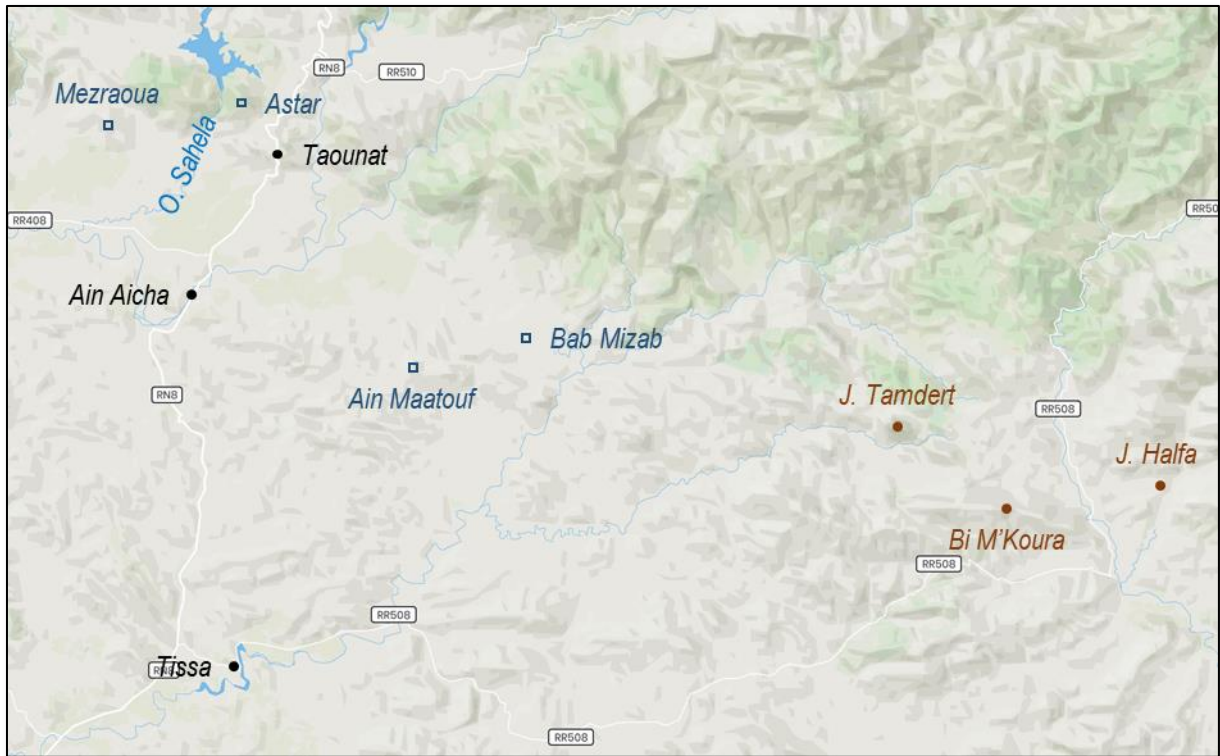 RN8
RR510
Mezraoua
Astar
O. Sahela
Taounat
RR408
RR50
Ain Aicha
Bab Mizab
Ain Maatouf
RN8
J. Tamdert
RR508
J. Halfa
Bi M'Koura
RR508
RR508
Tissa
RN8
RR508